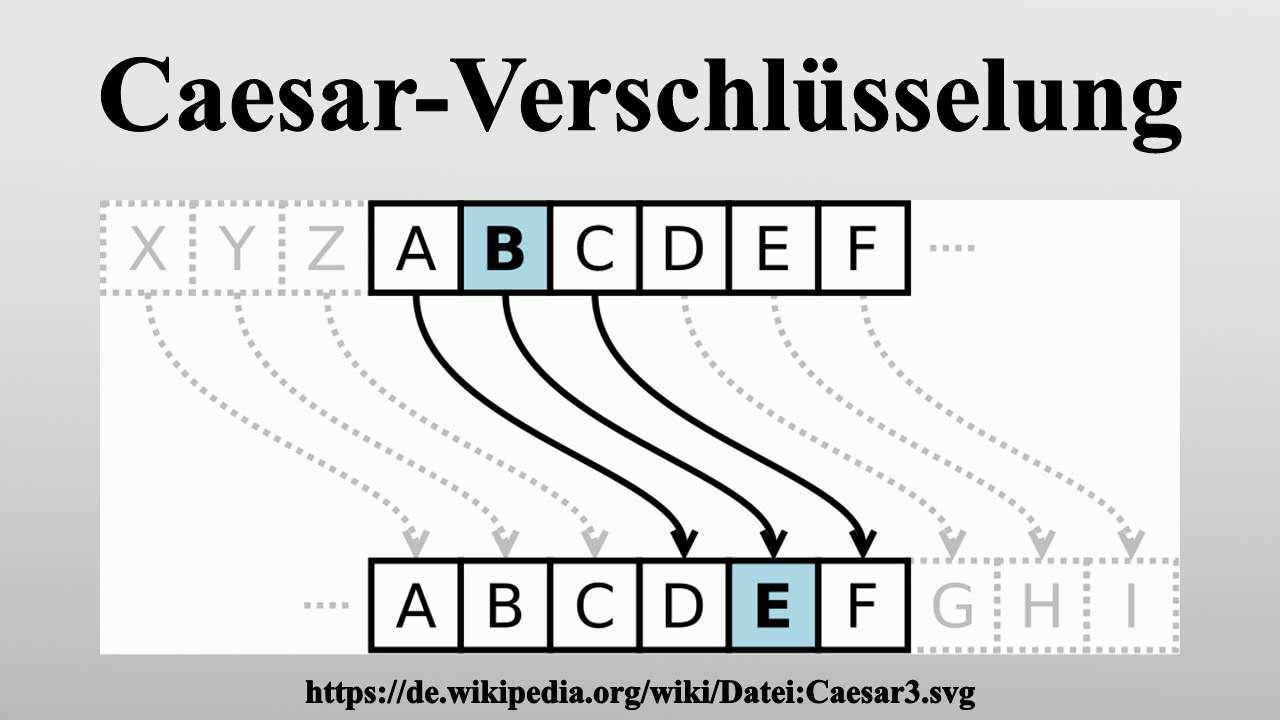 Caesar-Verschlüsselung
X Y Z A B C D E F ····
···· A B C D E F G H I
https://de.wikipedia.org/wiki/Datei:Caesar3.svg